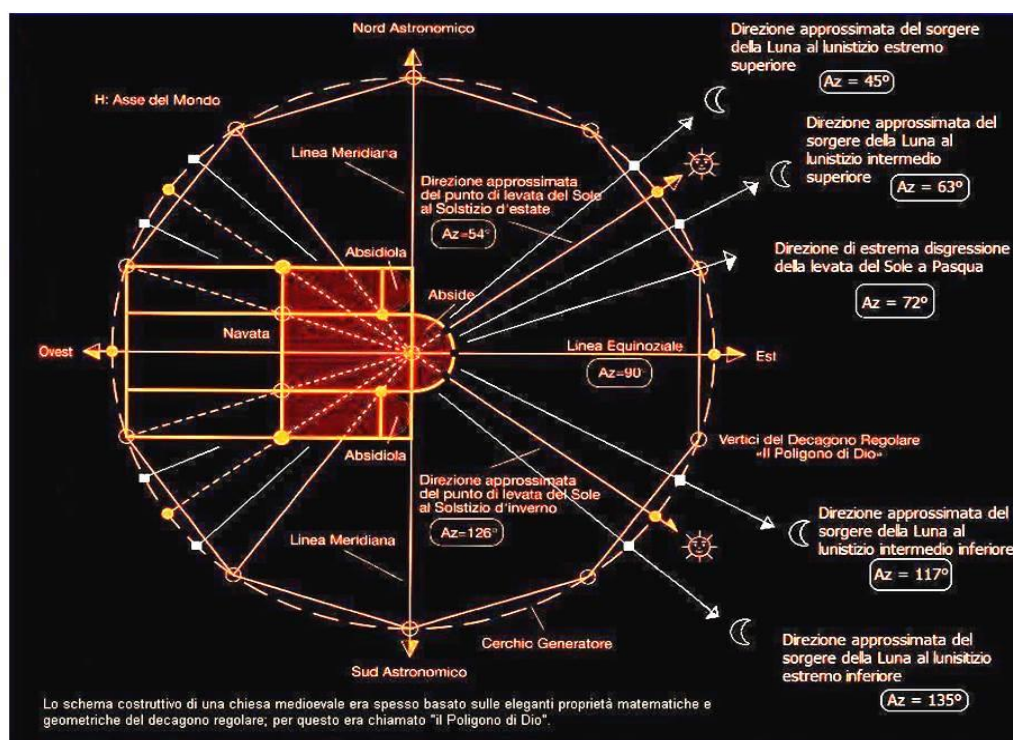 Nord Astronomico
Direzione approssimata del sorgere
della Luna al lunistizio estremo
superiore
Az = 45°
H: Asse del Mondo
Direzione approssimata del
sorgere della Luna al
lunistizio intermedio
superiore
Az = 63°
Linea Meridiana
Direzione approssimata
del punto di levata del Sole
al Solstizio d'estate
Az=54°
Direzione di estrema disgressione
della levata del Sole a Pasqua
Az = 72°
Absidiola
Abside
Navata
Ovest
Linea Equinoziale
Az=90°
Est
Vertici del Decagono Regolare
«Il Poligono di Dio»
Absidiola
Direzione approssimata
del punto di levata del Sole
al Solstizio d'inverno
Az=126°
Linea Meridiana
Direzione approssimata del
sorgere della Luna al
lunistizio intermedio inferiore
Az = 117°
Cerchio Generatore
Direzione approssimata del
sorgere della Luna al lunisitizio
estremo inferiore
Az = 135°
Sud Astronomico
Lo schema costruttivo di una chiesa medioevale era spesso basato sulle eleganti proprietà matematiche e
geometriche del decagono regolare; per questo era chiamato "il Poligono di Dio".